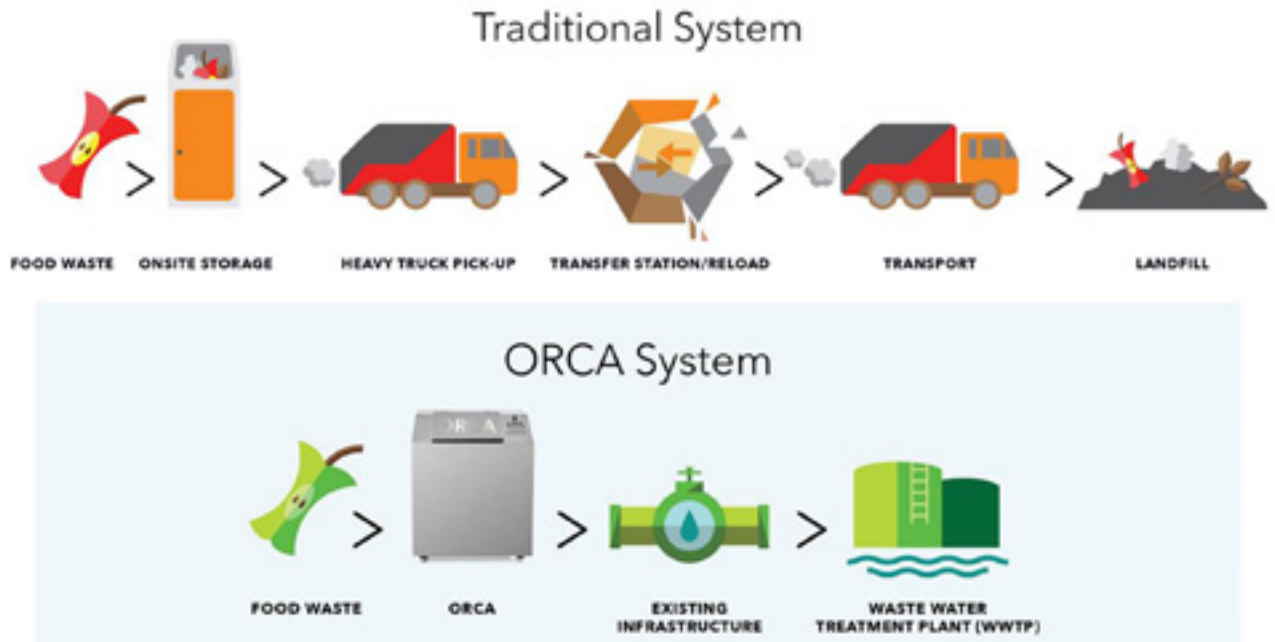 Traditional System
FOOD WASTE
ONSITE STORAGE
HEAVY TRUCK PICK-UP
TRANSFER STATION/RELOAD
TRANSPORT
LANDFILL
ORCA System
ORCA
FOOD WASTE
ORCA
EXISTING
INFRASTRUCTURE
WASTE WATER
TREATMENT PLANT (WWTP)